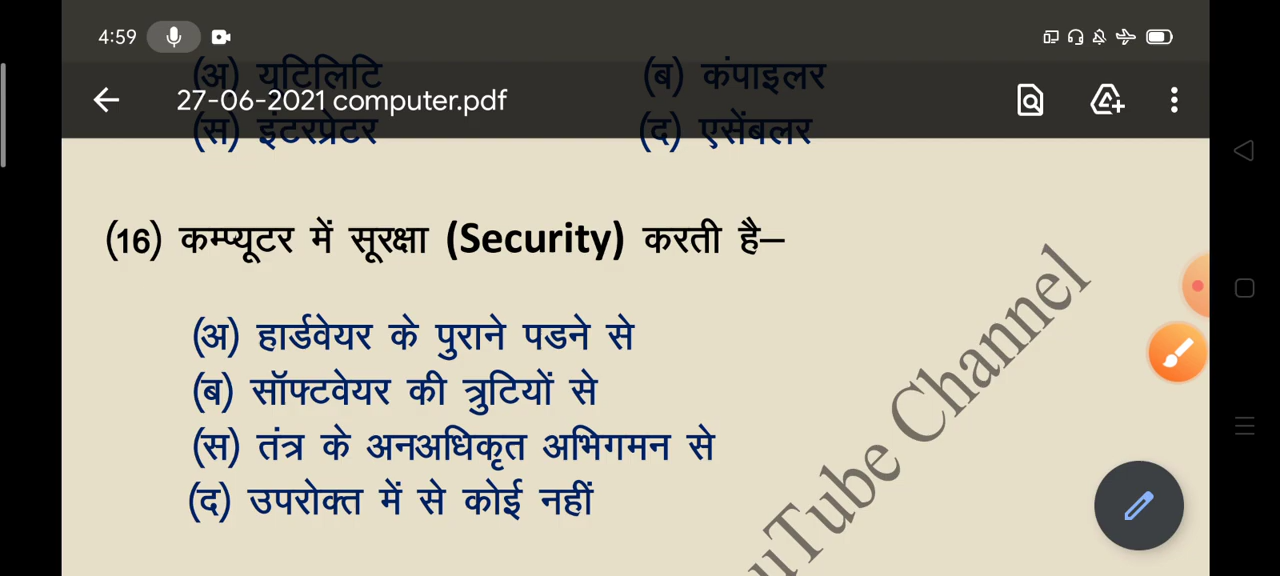 4:59
(अ) यटिलिटि (ब) कंपाइलर
27-06-2021 computer.pdf
(स) इंटरप्रेटर (द) एसेंबलर
(16) कम्प्यूटर में सूरक्षा (Security) करती है–
(अ) हार्डवेयर के पुराने पडने से
(ब) सॉफ्टवेयर की त्रुटियों से
(स) तंत्र के अनअधिकृत अभिगमन से
(द) उपरोक्त में से कोई नहीं
uTube Channel